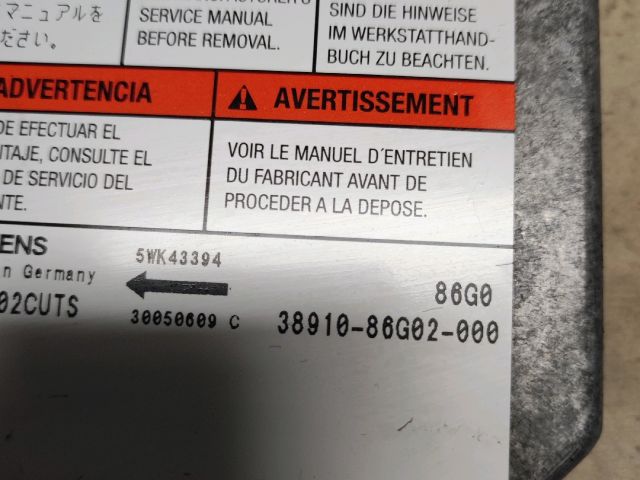 マニュアルを
ださい。
SERVICE MANUAL
BEFORE REMOVAL.
SIND DIE HINWEISE
IM WERKSTATTHAND-
BUCH ZU BEACHTEN.
ADVERTENCIA
DE EFECTUAR EL
TAJE, CONSULTE EL
DE SERVICIO DEL
NTE.
AVERTISSEMENT
VOIR LE MANUEL D´ENTRETIEN
DU FABRICANT AVANT DE
PROCEDER A LA DEPOSE.
ENS
5WK43394
n Germany
86G0
02CUTS
30050609 C
38910-86G02-000